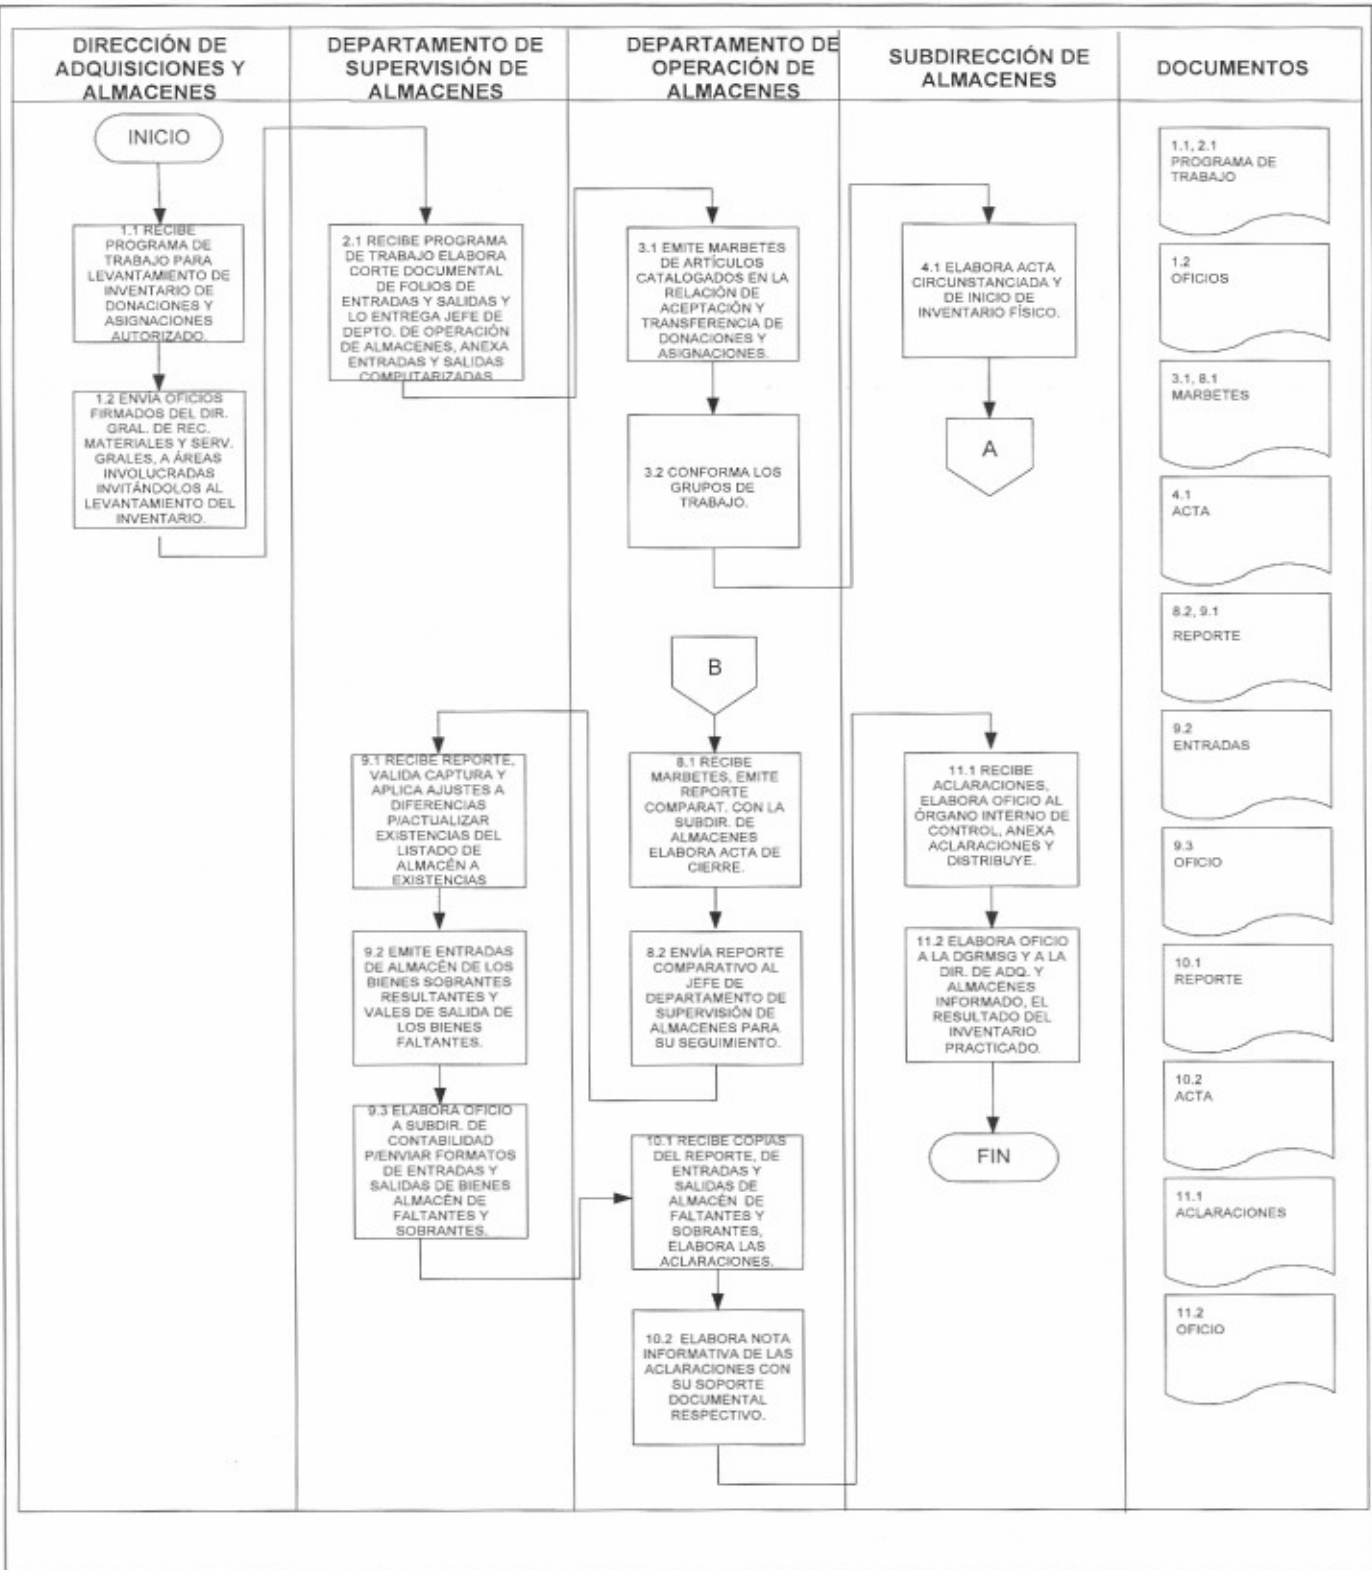 DIRECCIÓN DE
ADQUISICIONES Y
ALMACENES
DEPARTAMENTO DE
SUPERVISIÓN DE
ALMACENES
DEPARTAMENTO DE
OPERACIÓN DE
ALMACENES
SUBDIRECCIÓN DE
ALMACENES
DOCUMENTOS
INICIO
1.1 RECIBE
PROGRAMA DE
TRABAJO PARA
LEVANTAMIENTO DE
INVENTARIO DE
DONACIONES Y
ASIGNACIONES
AUTORIZADO.
1.2 ENVÍA OFICIOS
FIRMADOS DEL DIR.
GRAL. DE REC.
MATERIALES Y SERV.
GRALES, A ÁREAS
INVOLUCRADAS
INVITÁNDOLOS AL
LEVANTAMIENTO DEL
INVENTARIO.
2.1 RECIBE PROGRAMA
DE TRABAJO ELABORA
CORTE DOCUMENTAL
DE FOLIOS DE
ENTRADAS Y SALIDAS Y
LO ENTREGA JEFE DE
DEPTO. DE OPERACIÓN
DE ALMACENES, ANEXA
ENTRADAS Y SALIDAS
COMPUTARIZADAS
3.1 EMITE MARBETES
DE ARTÍCULOS
CATALOGADOS EN LA
RELACIÓN DE
ACEPTACIÓN Y
TRANSFERENCIA DE
DONACIONES Y
ASIGNACIONES.
3.2 CONFORMA LOS
GRUPOS DE
TRABAJO.
4.1 ELABORA ACTA
CIRCUNSTANCIADA Y
DE INICIO DE
INVENTARIO FÍSICO.
A
B
8.1 RECIBE
MARBETES, EMITE
REPORTE
COMPARAT. CON LA
SUBDIR. DE
ALMACENES
ELABORA ACTA DE
CIERRE.
8.2 ENVÍA REPORTE
COMPARATIVO AL
JEFE DE
DEPARTAMENTO DE
SUPERVISIÓN DE
ALMACENES PARA
SU SEGUIMIENTO.
9.1 RECIBE REPORTE,
VALIDA CAPTURA Y
APLICA AJUSTES A
DIFERENCIAS
P/ACTUALIZAR
EXISTENCIAS DEL
LISTADO DE
ALMACÉN A
EXISTENCIAS
9.2 EMITE ENTRADAS
DE ALMACÉN DE LOS
BIENES SOBRANTES
RESULTANTES Y
VALES DE SALIDA DE
LOS BIENES
FALTANTES.
9.3 ELABORA OFICIO
A SUBDIR. DE
CONTABILIDAD
P/ENVIAR FORMATOS
DE ENTRADAS Y
SALIDAS DE BIENES
ALMACÉN DE
FALTANTES Y
SOBRANTES.
10.1 RECIBE COPIAS
DEL REPORTE, DE
ENTRADAS Y
SALIDAS DE
ALMACÉN DE
FALTANTES Y
SOBRANTES,
ELABORA LAS
ACLARACIONES.
10.2 ELABORA NOTA
INFORMATIVA DE LAS
ACLARACIONES CON
SU SOPORTE
DOCUMENTAL
RESPECTIVO.
11.1 RECIBE
ACLARACIONES,
ELABORA OFICIO AL
ÓRGANO INTERNO DE
CONTROL, ANEXA
ACLARACIONES Y
DISTRIBUYE.
11.2 ELABORA OFICIO
A LA DGRMSG Y A LA
DIR. DE ADQ. Y
ALMACENES
INFORMADO, EL
RESULTADO DEL
INVENTARIO
PRACTICADO.
FIN
1.1, 2.1
PROGRAMA DE
TRABAJO
1.2
OFICIOS
3.1, 8.1
MARBETES
4.1
ACTA
8.2, 9.1
REPORTE
9.2
ENTRADAS
9.3
OFICIO
10.1
REPORTE
10.2
ACTA
11.1
ACLARACIONES
11.2
OFICIO